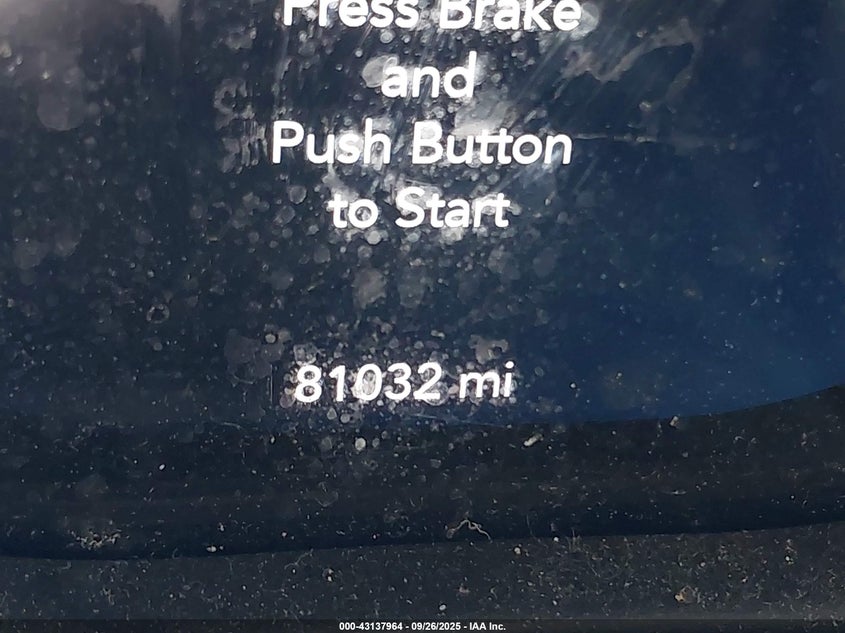 Press Brake
and
Push Button
to Start
81032 mi
000-43137964 - 09/26/2025 - IAA Inc.